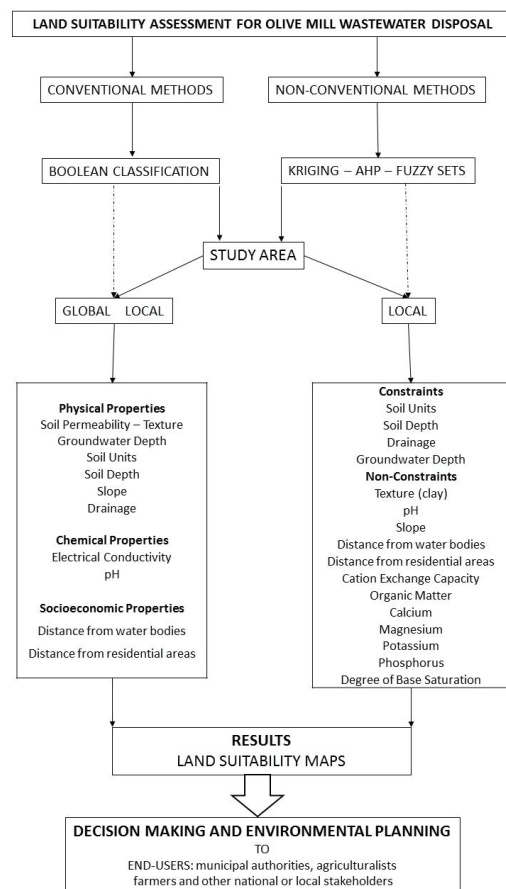 LAND SUITABILITY ASSESSMENT FOR OLIVE MILL WASTEWATER DISPOSAL
CONVENTIONAL METHODS
NON-CONVENTIONAL METHODS
BOOLEAN CLASSIFICATION
KRIGING – AHP – FUZZY SETS
STUDY AREA
GLOBAL LOCAL
LOCAL
Physical Properties
Soil Permeability – Texture
Groundwater Depth
Soil Units
Soil Depth
Slope
Drainage
Chemical Properties
Electrical Conductivity
pH
Socioeconomic Properties
Distance from water bodies
Distance from residential areas
Constraints
Soil Units
Soil Depth
Drainage
Groundwater Depth
Non-Constraints
Texture (clay)
pH
Slope
Distance from water bodies
Distance from residential areas
Cation Exchange Capacity
Organic Matter
Calcium
Magnesium
Potassium
Phosphorus
Degree of Base Saturation
RESULTS
LAND SUITABILITY MAPS
DECISION MAKING AND ENVIRONMENTAL PLANNING
TO
END-USERS: municipal authorities, agriculturalists
farmers and other national or local stakeholders